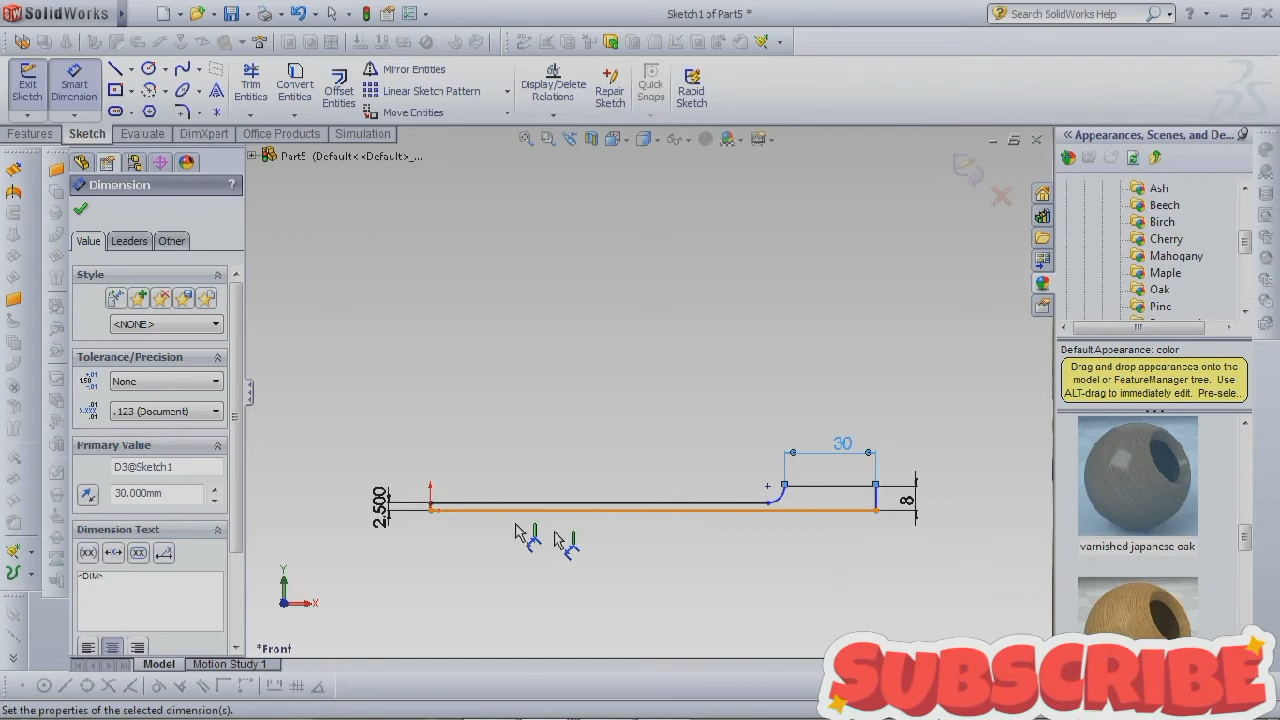 SolidWorks
Sketch1 of Part5 *
Search SolidWorks Help
Exit Sketch
Smart Dimension
Trim Entities
Convert Entities
Offset Entities
Mirror Entities
Linear Sketch Pattern
Move Entities
Display/Delete Relations
Repair Sketch
Quick Snaps
Rapid Sketch
Features
Sketch
Evaluate
DimXpert
Office Products
Simulation
Part5 (Default<<Default>_...
Appearances, Scenes, and De...
Dimension
?
Value
Leaders
Other
Style
<NONE>
Tolerance/Precision
None
.123 (Document)
Primary Value
D3@Sketch1
30.000mm
Dimension Text
<DIM>
30
2.500
8
Y
X
*Front
Ash
Beech
Birch
Cherry
Mahogany
Maple
Oak
Pine
DefaultAppearance: color
Drag and drop appearances onto the
model or FeatureManager tree. Use
ALT-drag to immediately edit. Pre-sele..
varnished japanese oak
Model
Motion Study 1
Set the properties of the selected dimension(s).
SUBSCRIBE